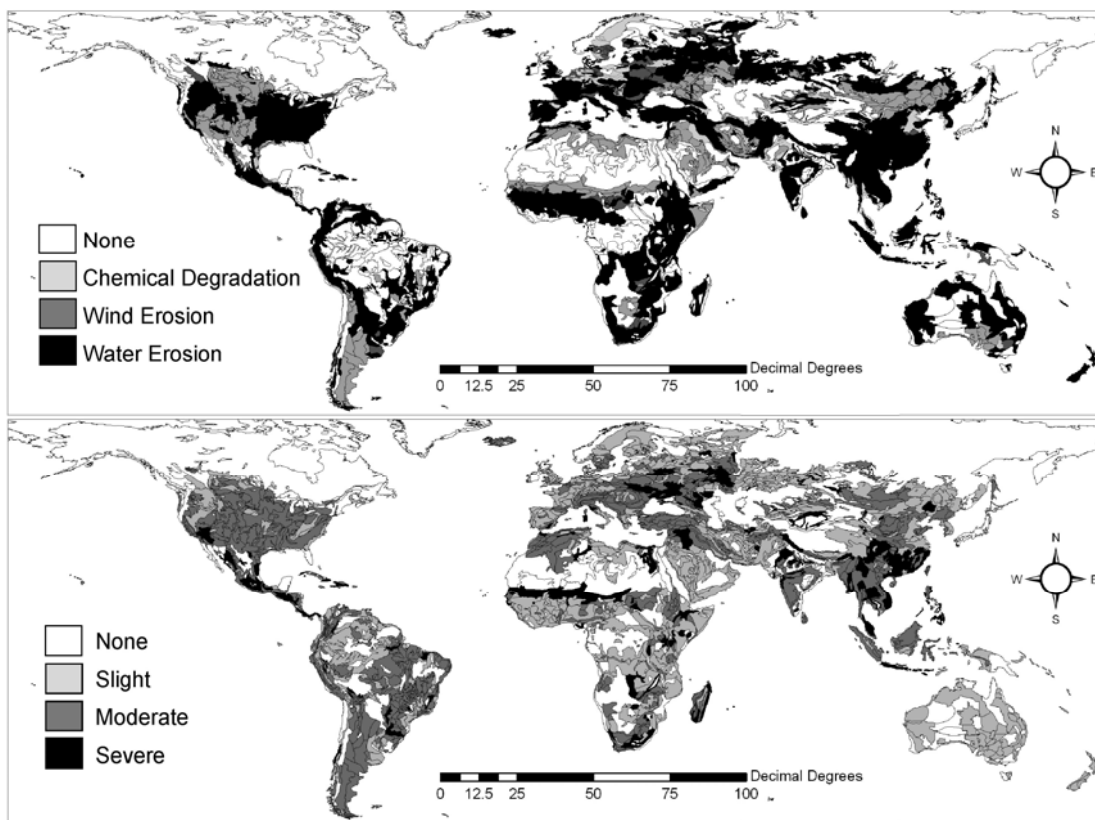 N
W E
S
None
Chemical Degradation
Wind Erosion
Water Erosion
Decimal Degrees
0 12.5 25 50 75 100
N
W E
S
None
Slight
Moderate
Severe
Decimal Degrees
0 12.5 25 50 75 100